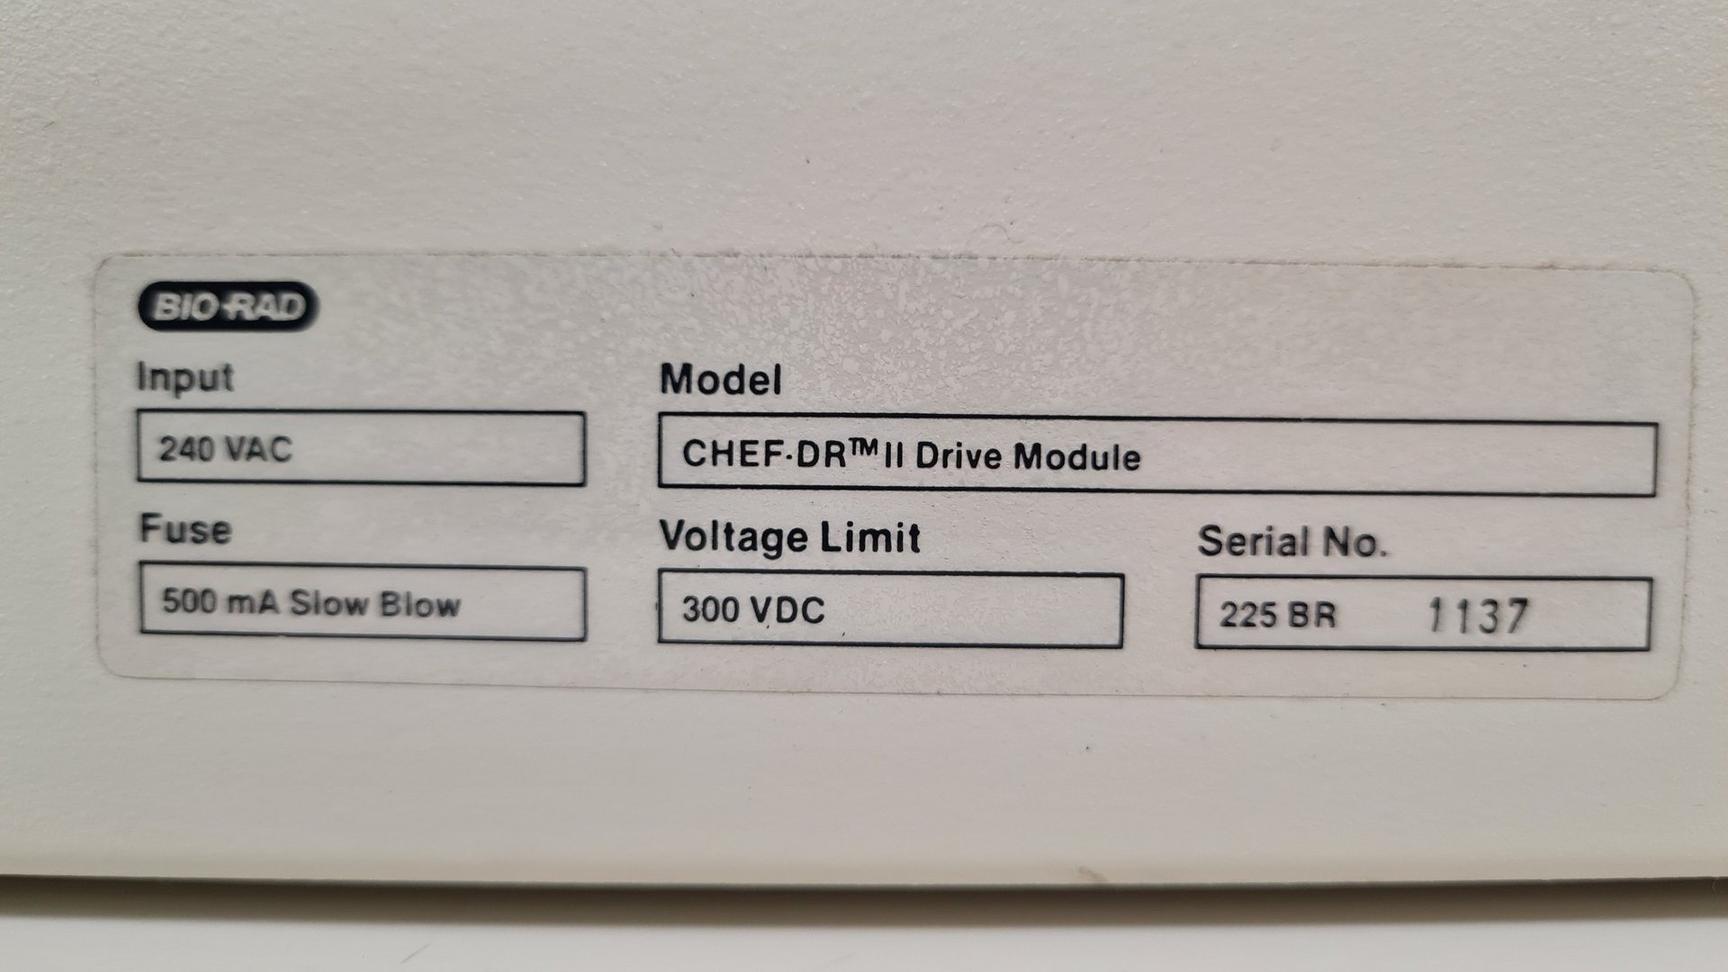 BIO-RAD
Input
240 VAC
Model
CHEF-DR™ II Drive Module
Fuse
500 mA Slow Blow
Voltage Limit
300 VDC
Serial No.
225 BR 1137